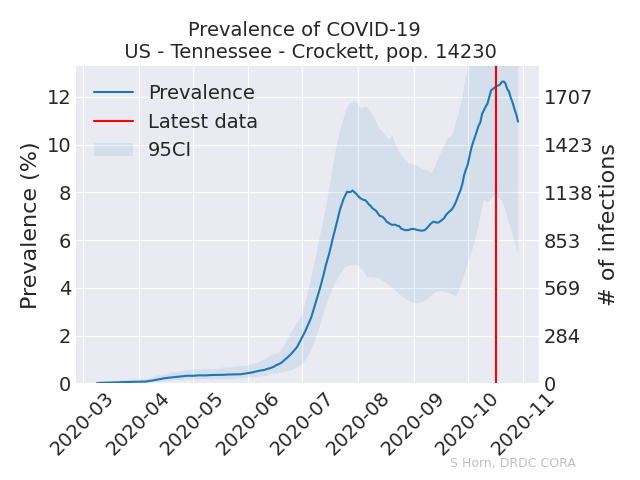 Prevalence of COVID-19
US - Tennessee - Crockett, pop. 14230
Prevalence
Latest data
95CI
Prevalence (%)
12
10
8
6
4
2
0
1707
1423
1138
853
569
284
0
# of infections
2020-03
2020-04
2020-05
2020-06
2020-07
2020-08
2020-09
2020-10
2020-11
S Horn, DRDC CORA